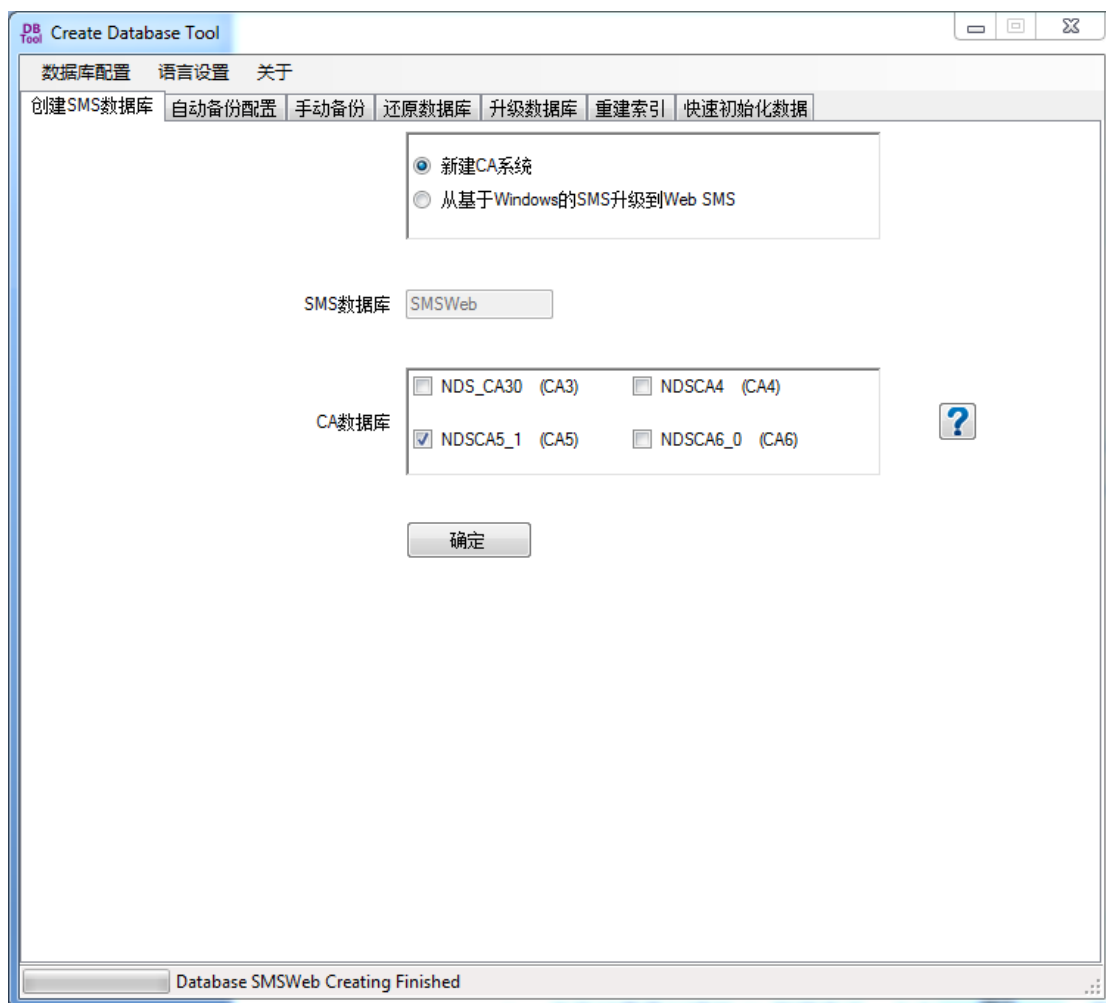 DB Tool Create Database Tool
数据库配置 语言设置 关于
创建SMS数据库 自动备份配置 手动备份 还原数据库 升级数据库 重建索引 快速初始化数据
新建CA系统
从基于Windows的SMS升级到Web SMS
SMS数据库 SMSWeb
NDS_CA30 (CA3) NDSCA4 (CA4)
CA数据库
NDSCA5_1 (CA5) NDSCA6_0 (CA6)
?
确定
Database SMSWeb Creating Finished